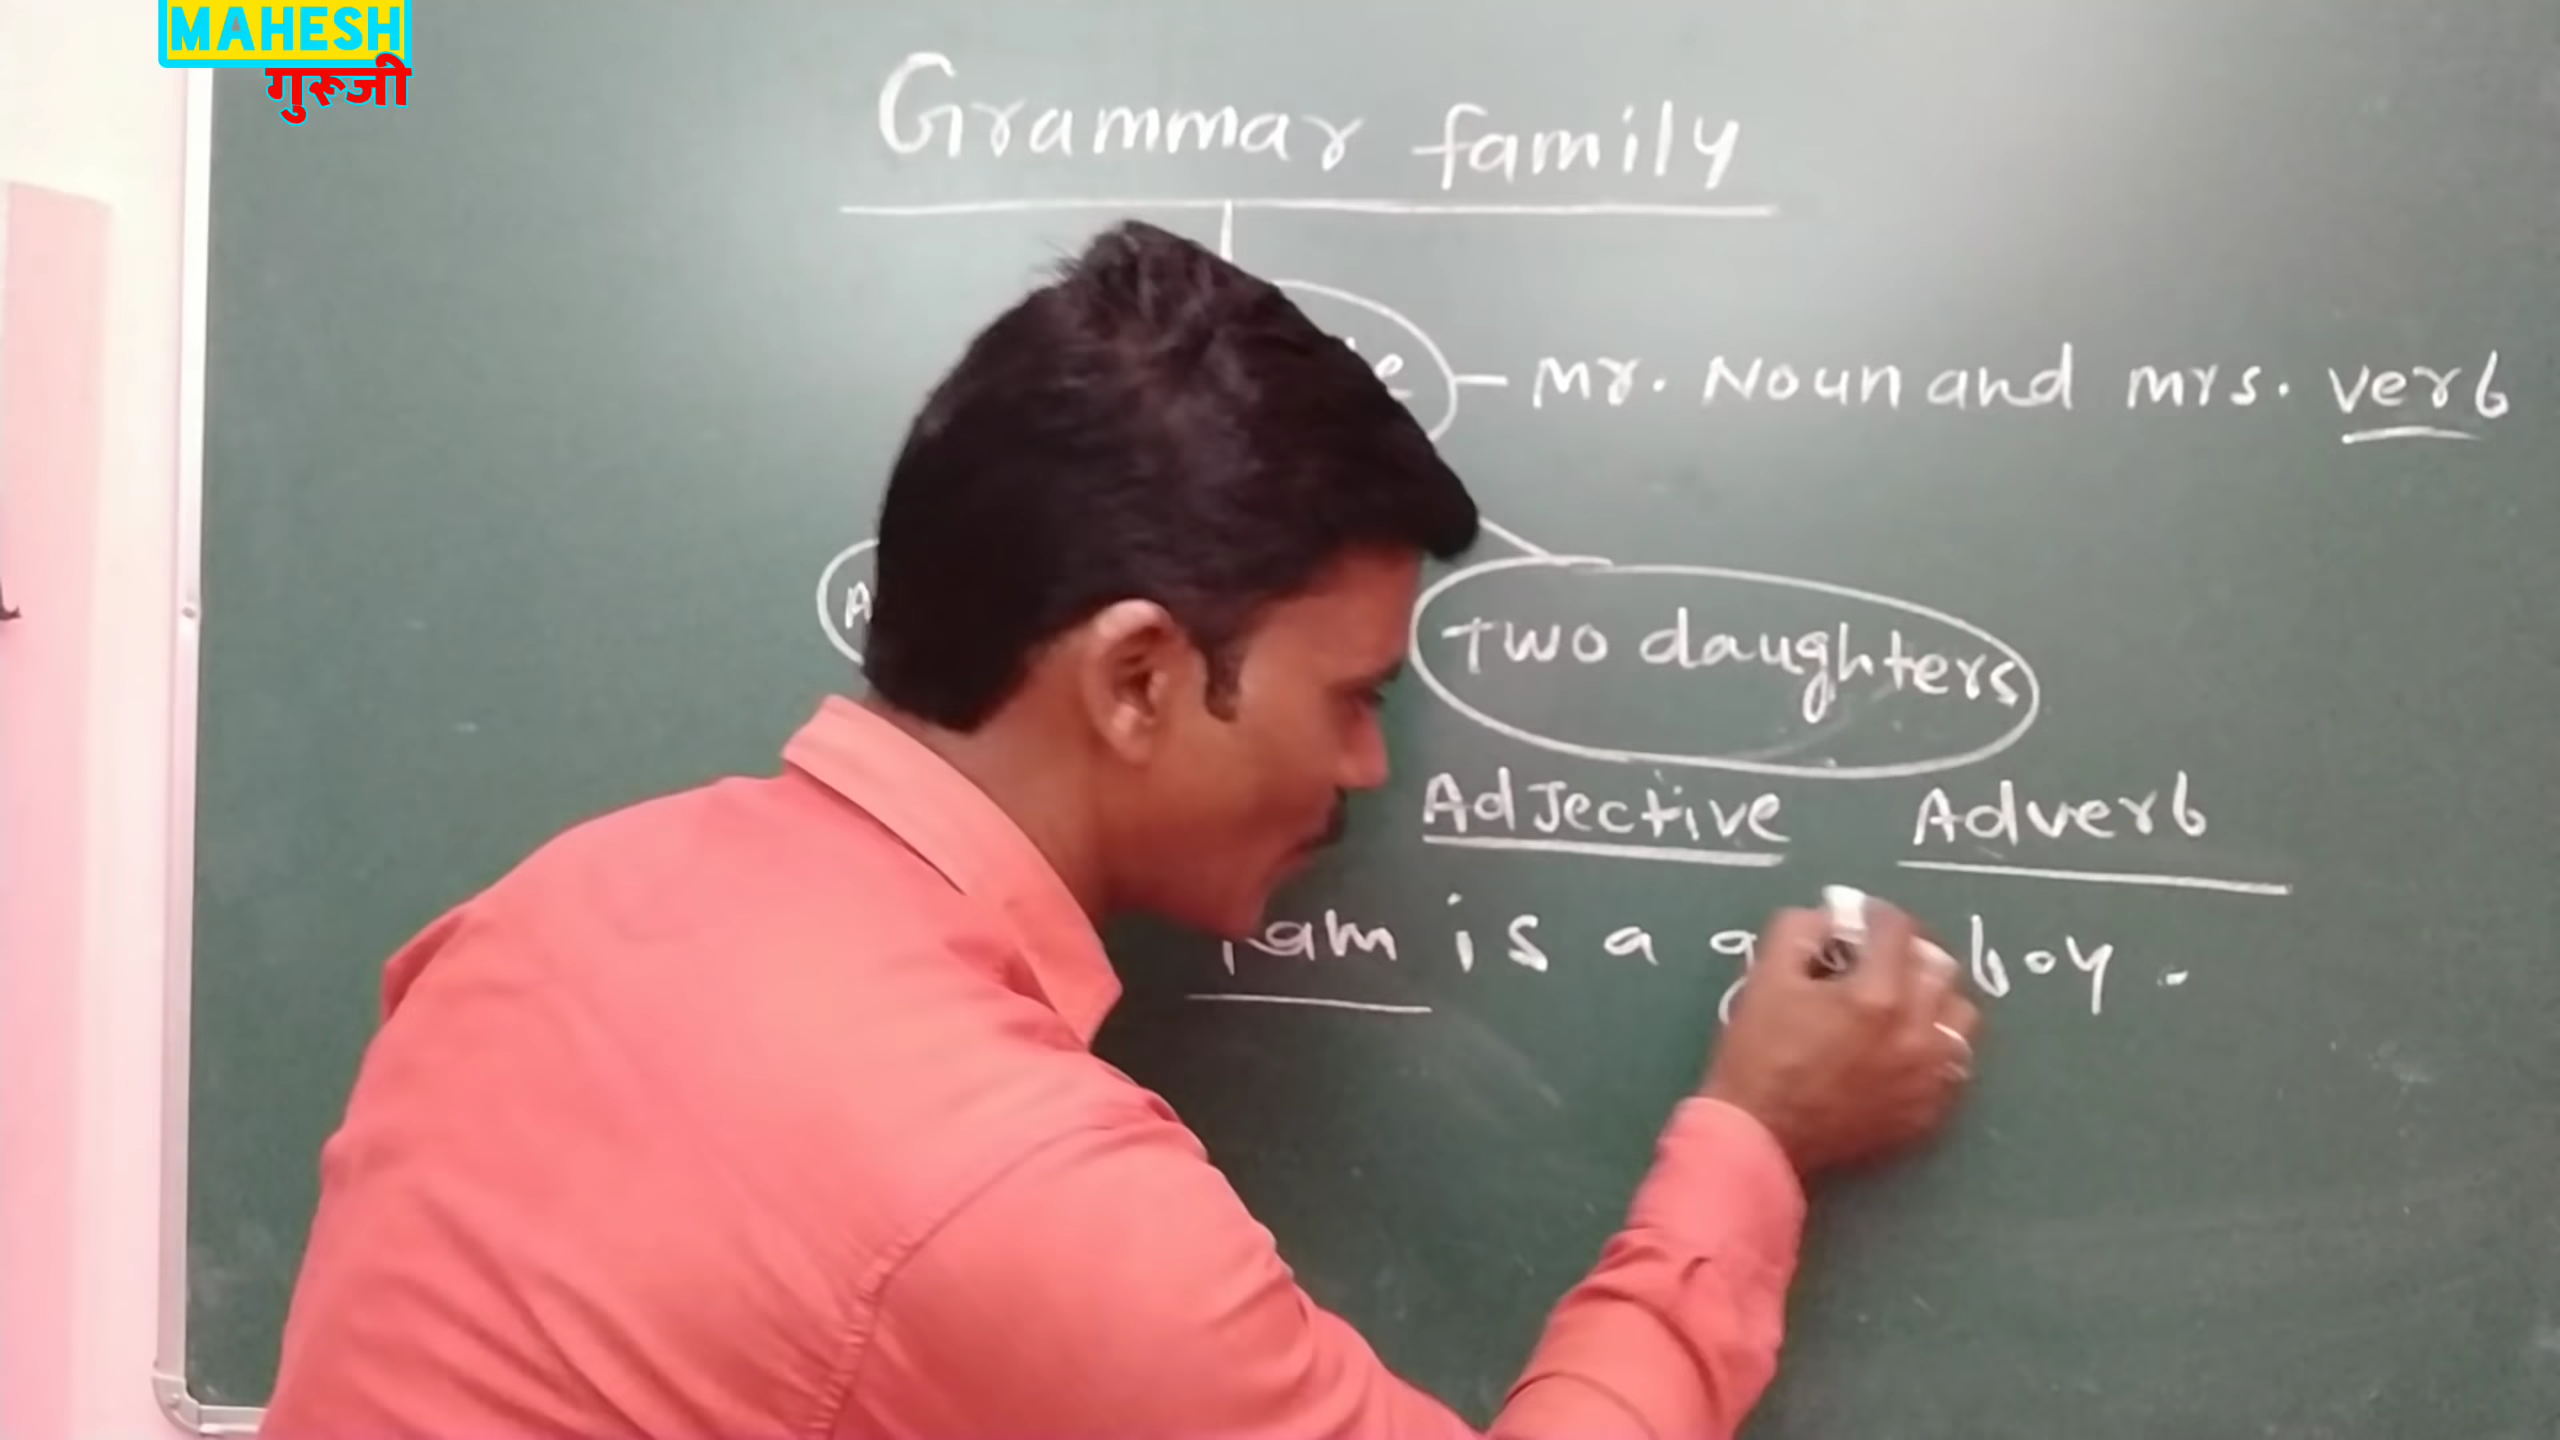 MAHESH
गुरूजी
Grammar family
- Mr. Noun and mrs. verb
Two daughters
Adjective Adverb
is a boy.